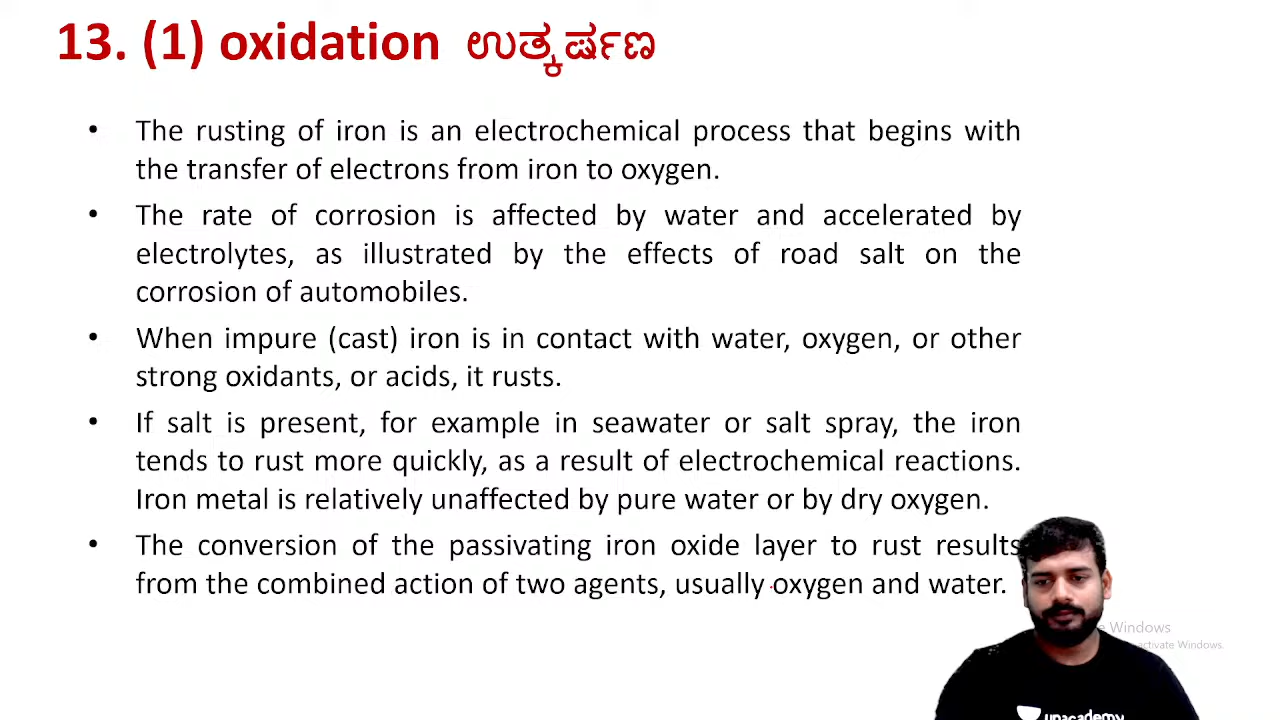 13. (1) oxidation ಉತ್ಕರ್ಷಣ
• The rusting of iron is an electrochemical process that begins with
the transfer of electrons from iron to oxygen.
• The rate of corrosion is affected by water and accelerated by
electrolytes, as illustrated by the effects of road salt on the
corrosion of automobiles.
• When impure (cast) iron is in contact with water, oxygen, or other
strong oxidants, or acids, it rusts.
• If salt is present, for example in seawater or salt spray, the iron
tends to rust more quickly, as a result of electrochemical reactions.
Iron metal is relatively unaffected by pure water or by dry oxygen.
• The conversion of the passivating iron oxide layer to rust results
from the combined action of two agents, usually oxygen and water.
Windows
activate Windows.
unacademy